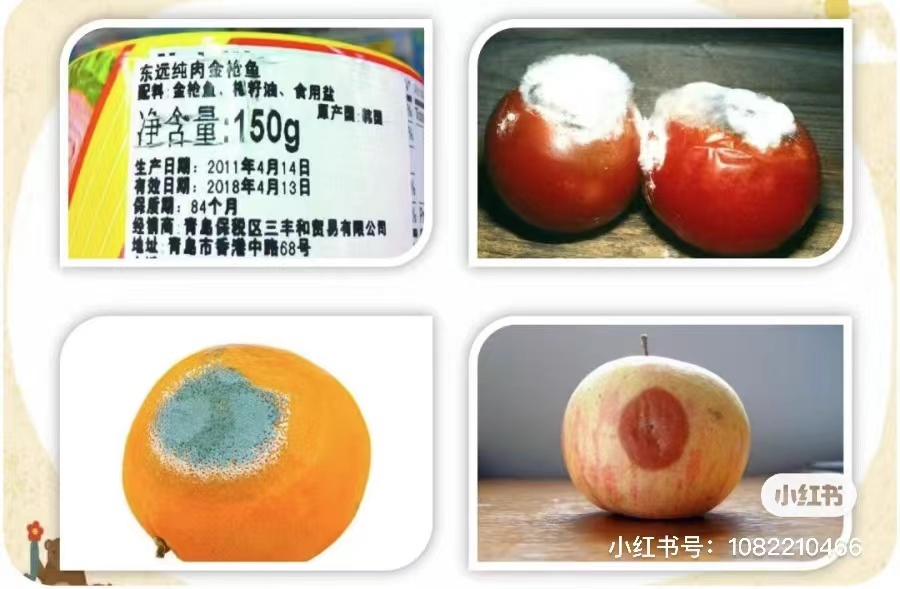 东远纯肉金枪鱼
配料:金枪鱼、棉籽油、食用盐
原产国:韩国
净含量:150g
生产日期:2011年4月14日
有效日期:2018年4月13日
保质期:84个月
经销商:青岛保税区三丰和贸易有限公司
地址:青岛市香港中路68号
小红书
小红书号:1082210466